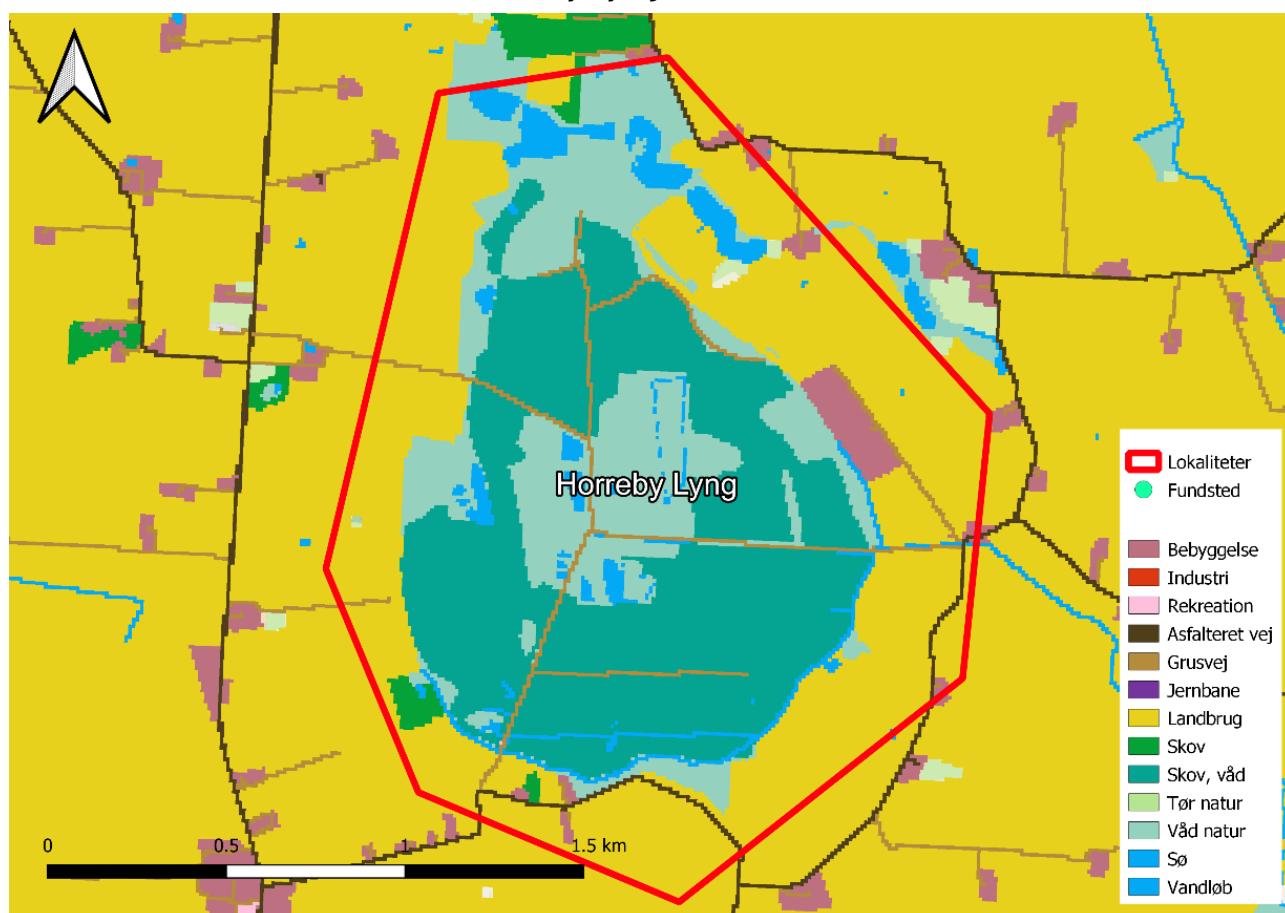 Horreby Lyng
Lokaliteter
Fundsted
Bebyggelse
Industri
Rekreation
Asfalteret vej
Grusvej
Jernbane
Landbrug
Skov
Skov, våd
Tør natur
Våd natur
Sø
Vandløb
0 0.5 1 1.5 km